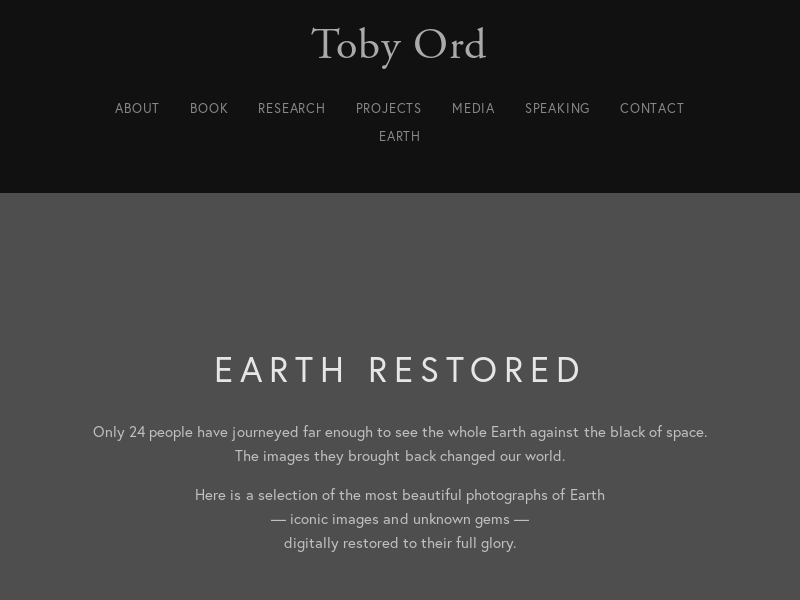 Toby Ord
ABOUT BOOK RESEARCH PROJECTS MEDIA SPEAKING CONTACT
EARTH
EARTH RESTORED
Only 24 people have journeyed far enough to see the whole Earth against the black of space.
The images they brought back changed our world.
Here is a selection of the most beautiful photographs of Earth
— iconic images and unknown gems —
digitally restored to their full glory.